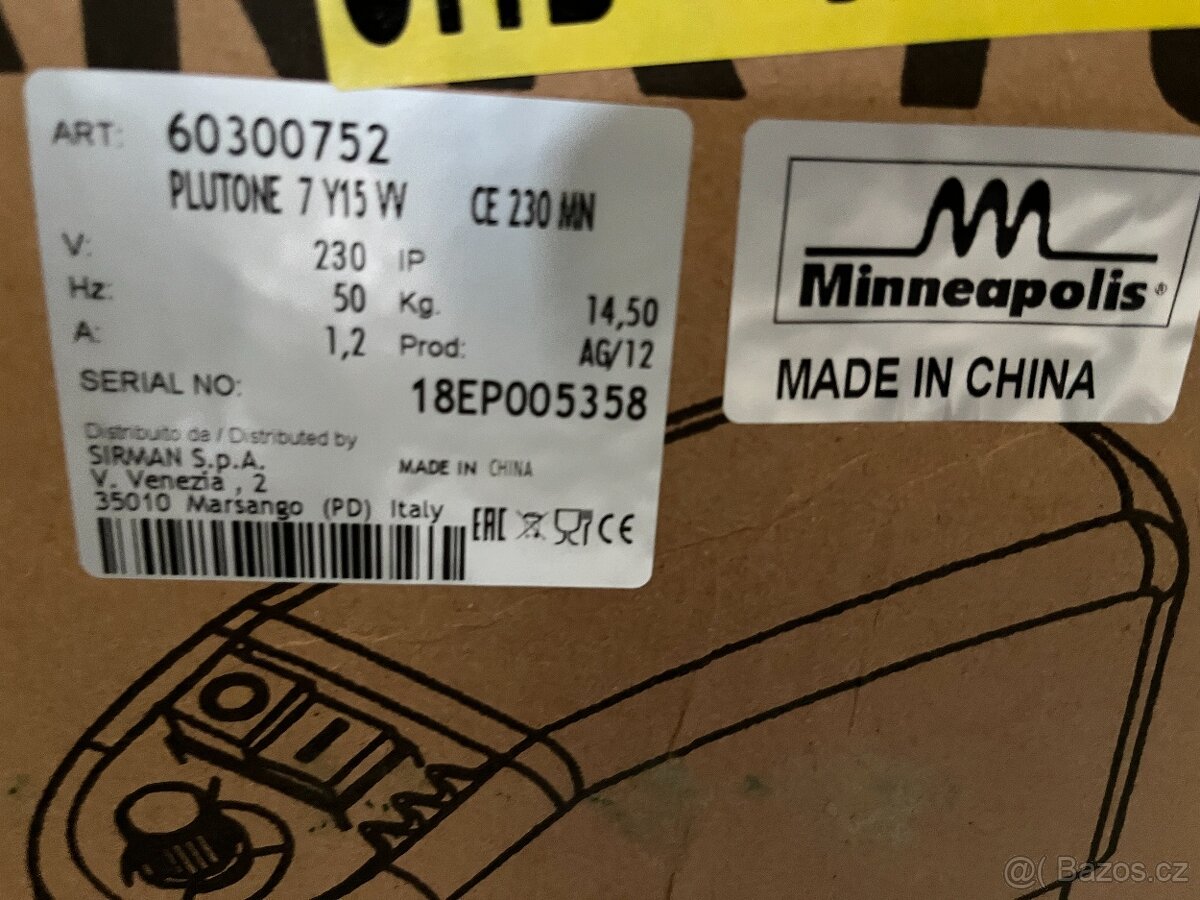 ART: 60300752
PLUTONE 7 Y15 VV CE 230 MN
V: 230 IP
Hz: 50 Kg. 14,50
A: 1,2 Prod: AG/12
SERIAL NO: 18EP005358
Distribuito da / Distributed by
SIRMAN S.p.A. MADE IN CHINA
V. Venezia , 2
35010 Marsango (PD) Italy
EAC CE
Minneapolis®
MADE IN CHINA
@( Bazos.cz